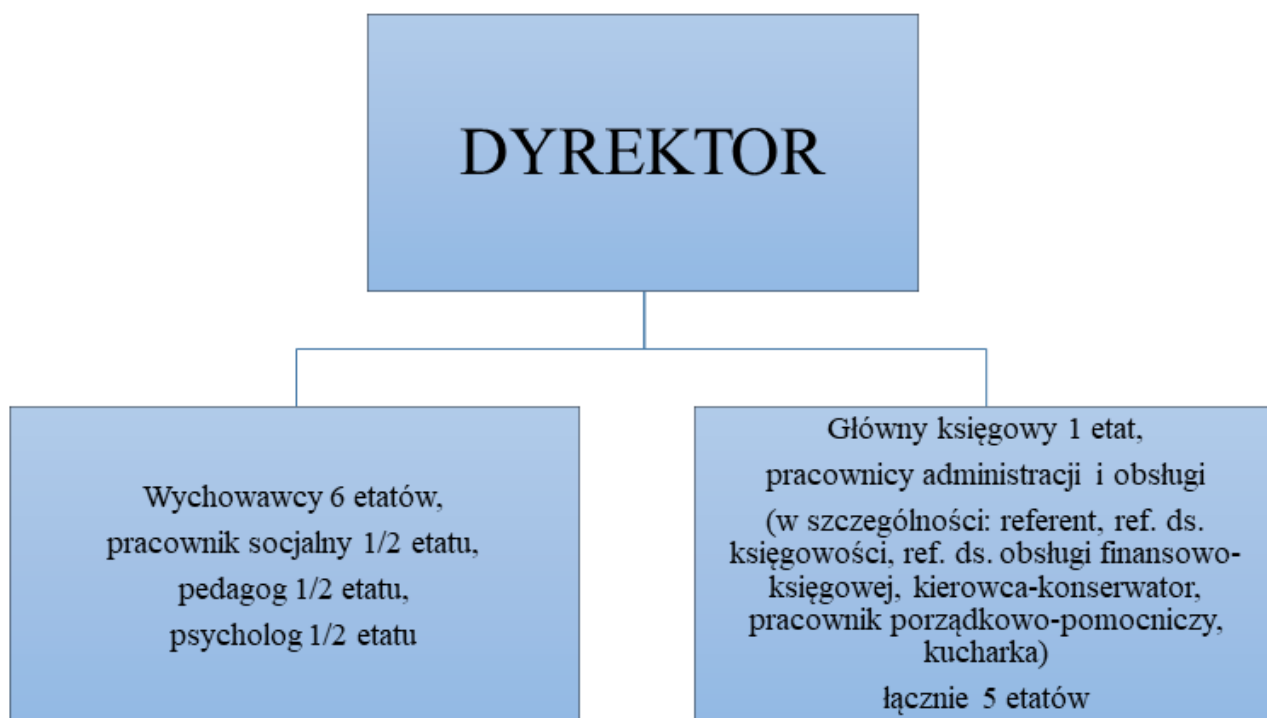 DYREKTOR
Wychowawcy 6 etatów,
pracownik socjalny 1/2 etatu,
pedagog 1/2 etatu,
psycholog 1/2 etatu
Główny księgowy 1 etat,
pracownicy administracji i obsługi
(w szczególności: referent, ref. ds.
księgowości, ref. ds. obsługi finansowo-
księgowej, kierowca-konserwator,
pracownik porządkowo-pomocniczy,
kucharka)
łącznie 5 etatów